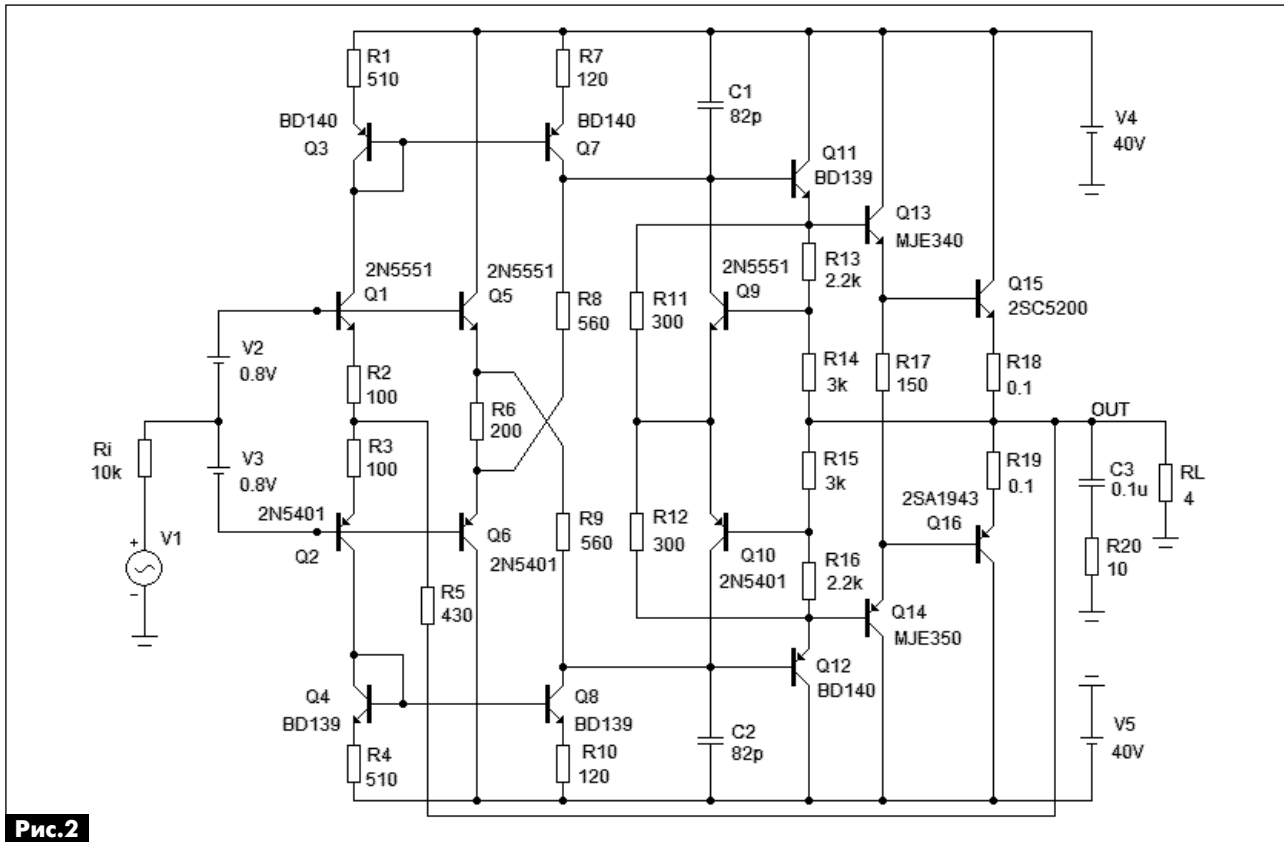 R1
510
R7
120
C1
82p
V4
40V
BD140
Q3
BD140
Q7
Q11
BD139
Q13
MJE340
2N5551
Q1
2N5551
Q5
2N5551
Q9
R13
2.2k
Q15
2SC5200
R8
560
R11
300
V2
0.8V
R2
100
R6
200
R14
3k
R17
150
R18
0.1
OUT
Ri
10k
V3
0.8V
R3
100
R15
3k
R19
0.1
C3
0.1u
RL
4
2N5401
Q2
Q6
2N5401
R9
560
R12
300
Q10
2N5401
2SA1943
Q16
V1
+
–
R5
430
R16
2.2k
R20
10
Q14
MJE350
Q4
BD139
Q8
BD139
Q12
BD140
V5
40V
R4
510
R10
120
C2
82p
Рис.2